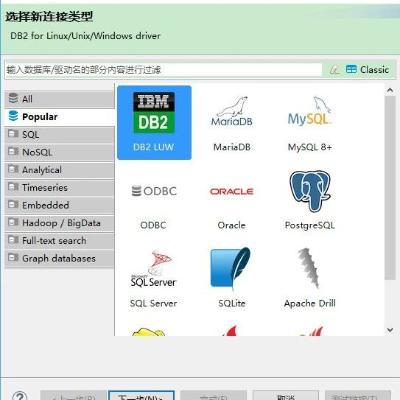 选择新连接类型
DB2 for Linux/Unix/Windows driver
输入数据库/驱动名的部分内容进行过滤
Classic
All
Popular
SQL
NoSQL
Analytical
Timeseries
Embedded
Hadoop / BigData
Full-text search
Graph databases
IBM
DB2
DB2 LUW
MariaDB
MariaDB
MySQL
MySQL 8+
ODBC
ODBC
ORACLE
Oracle
PostgreSQL
SQL Server
SQL Server
SQLite
Apache Drill
?
<上一步(P)
下一步(N)>
完成(F)
取消
测试链接(T)